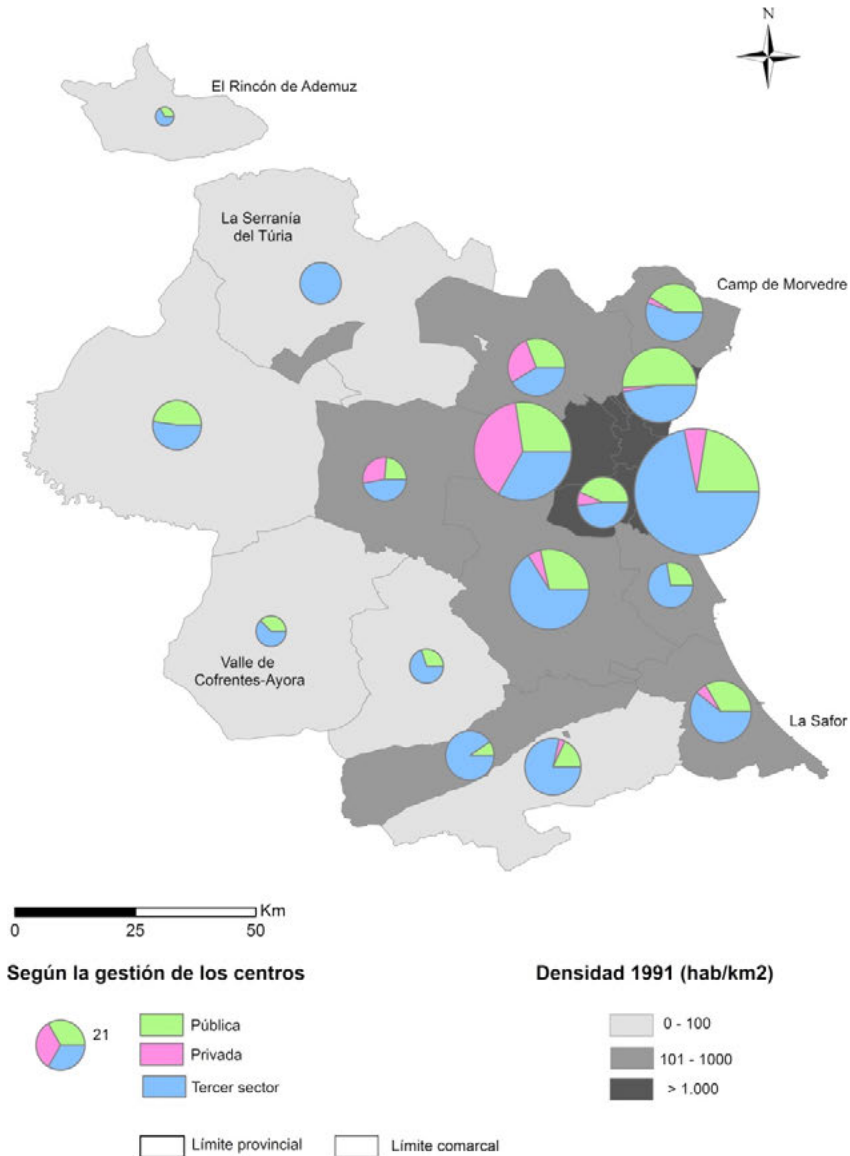 N
El Rincón de Ademuz
La Serranía
del Túria
Camp de Morvedre
Valle de
Cofrentes-Ayora
La Safor
Km
0 25 50
Según la gestión de los centros
21
Pública
Privada
Tercer sector
Límite provincial
Límite comarcal
Densidad 1991 (hab/km2)
0 - 100
101 - 1000
> 1.000